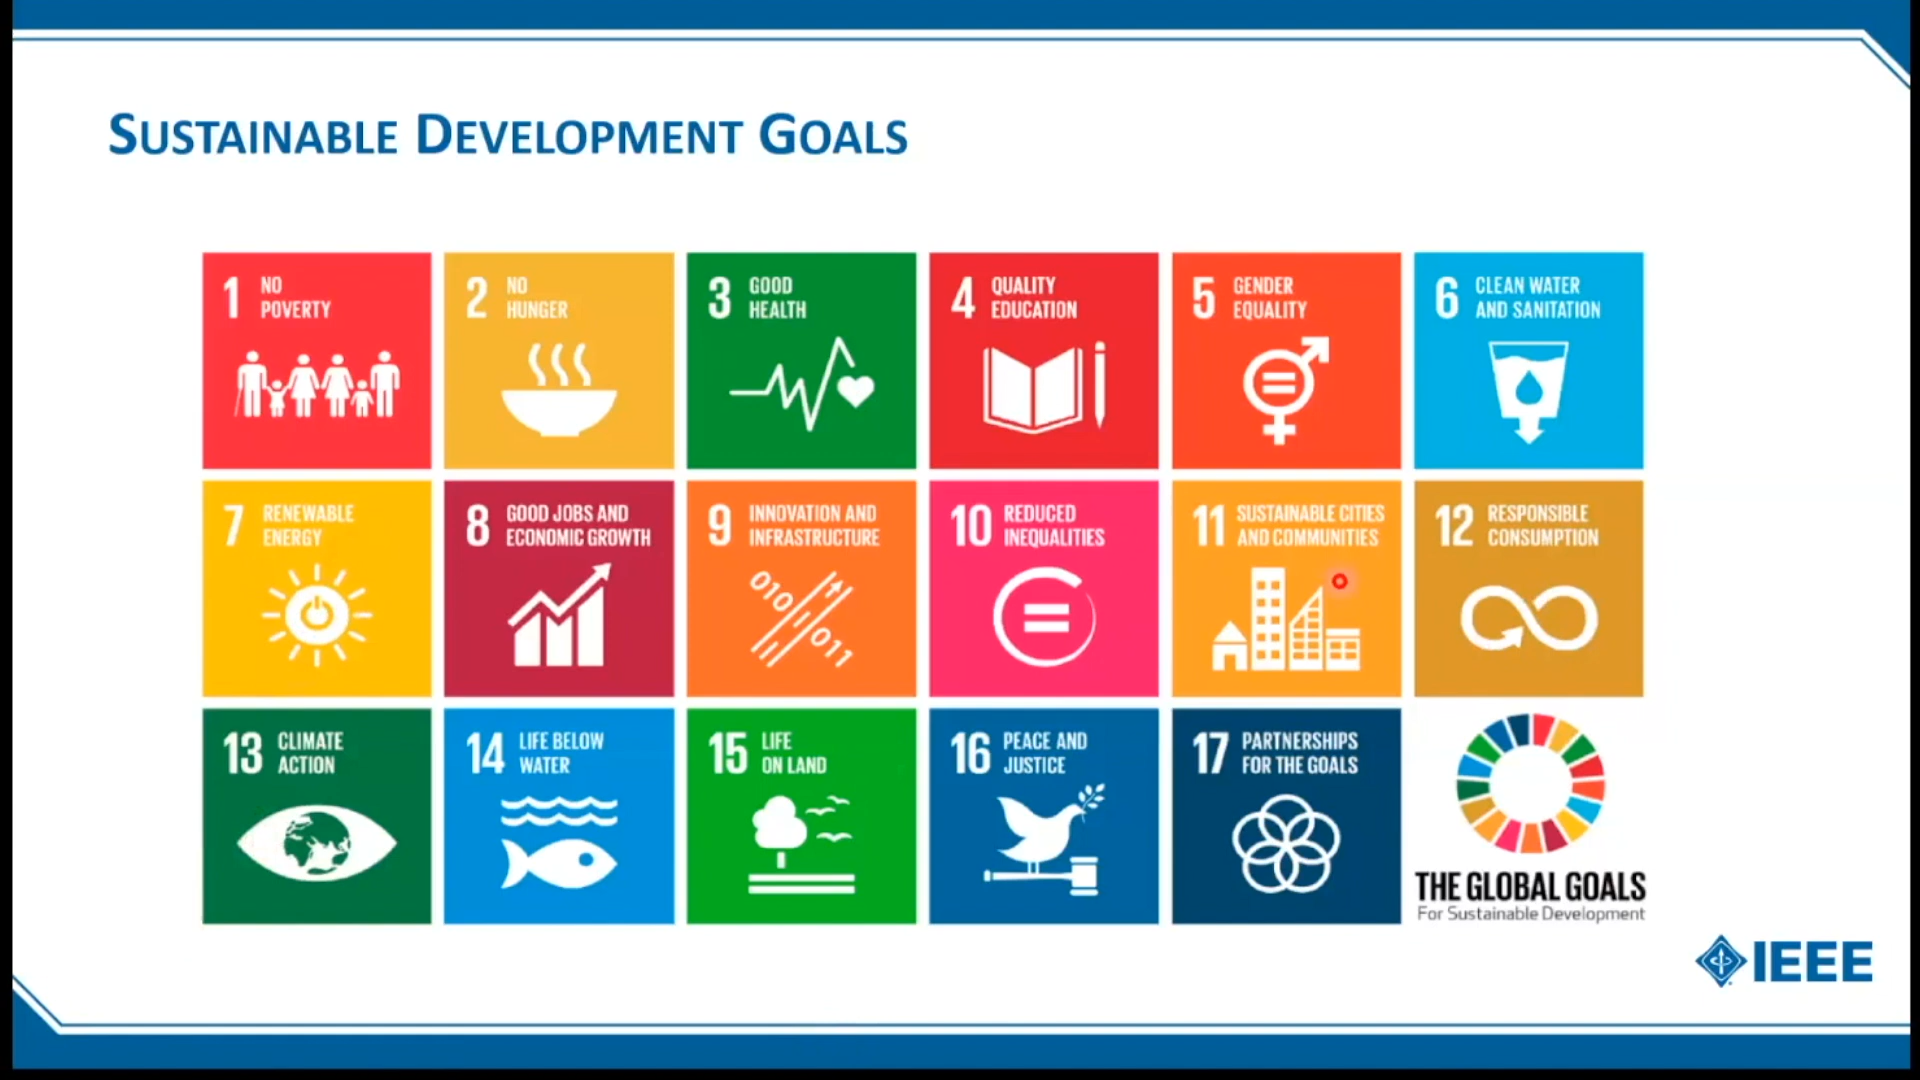 SUSTAINABLE DEVELOPMENT GOALS
1 NO
POVERTY
2 NO
HUNGER
3 GOOD
HEALTH
4 QUALITY
EDUCATION
5 GENDER
EQUALITY
6 CLEAN WATER
AND SANITATION
7 RENEWABLE
ENERGY
8 GOOD JOBS AND
ECONOMIC GROWTH
9 INNOVATION AND
INFRASTRUCTURE
010
011
10 REDUCED
INEQUALITIES
11 SUSTAINABLE CITIES
AND COMMUNITIES
12 RESPONSIBLE
CONSUMPTION
13 CLIMATE
ACTION
14 LIFE BELOW
WATER
15 LIFE
ON LAND
16 PEACE AND
JUSTICE
17 PARTNERSHIPS
FOR THE GOALS
THE GLOBAL GOALS
For Sustainable Development
IEEE